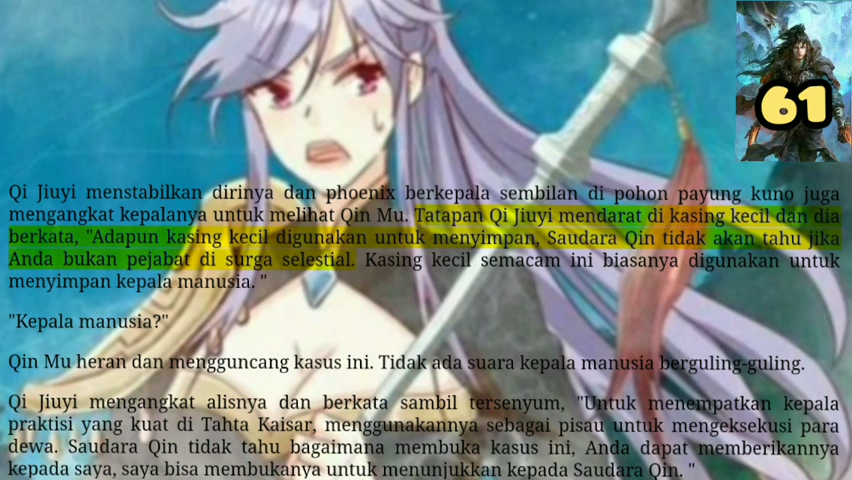 61
Qi Jiuyi menstabilkan dirinya dan phoenix berkepala sembilan di pohon payung kuno juga
mengangkat kepalanya untuk melihat Qin Mu. Tatapan Qi Jiuyi mendarat di kasing kecil dan dia
berkata, "Adapun kasing kecil digunakan untuk menyimpan, Saudara Qin tidak akan tahu jika
Anda bukan pejabat di surga selestial. Kasing kecil semacam ini biasanya digunakan untuk
menyimpan kepala manusia. "
"Kepala manusia?"
Qin Mu heran dan mengguncang kasus ini. Tidak ada suara kepala manusia berguling-guling.
Qi Jiuyi mengangkat alisnya dan berkata sambil tersenyum, "Untuk menempatkan kepala
praktisi yang kuat di Tahta Kaisar, menggunakannya sebagai pisau untuk mengeksekusi para
dewa. Saudara Qin tidak tahu bagaimana membuka kasus ini, Anda dapat memberikannya
kepada saya, saya bisa membukanya untuk menunjukkan kepada Saudara Qin. "